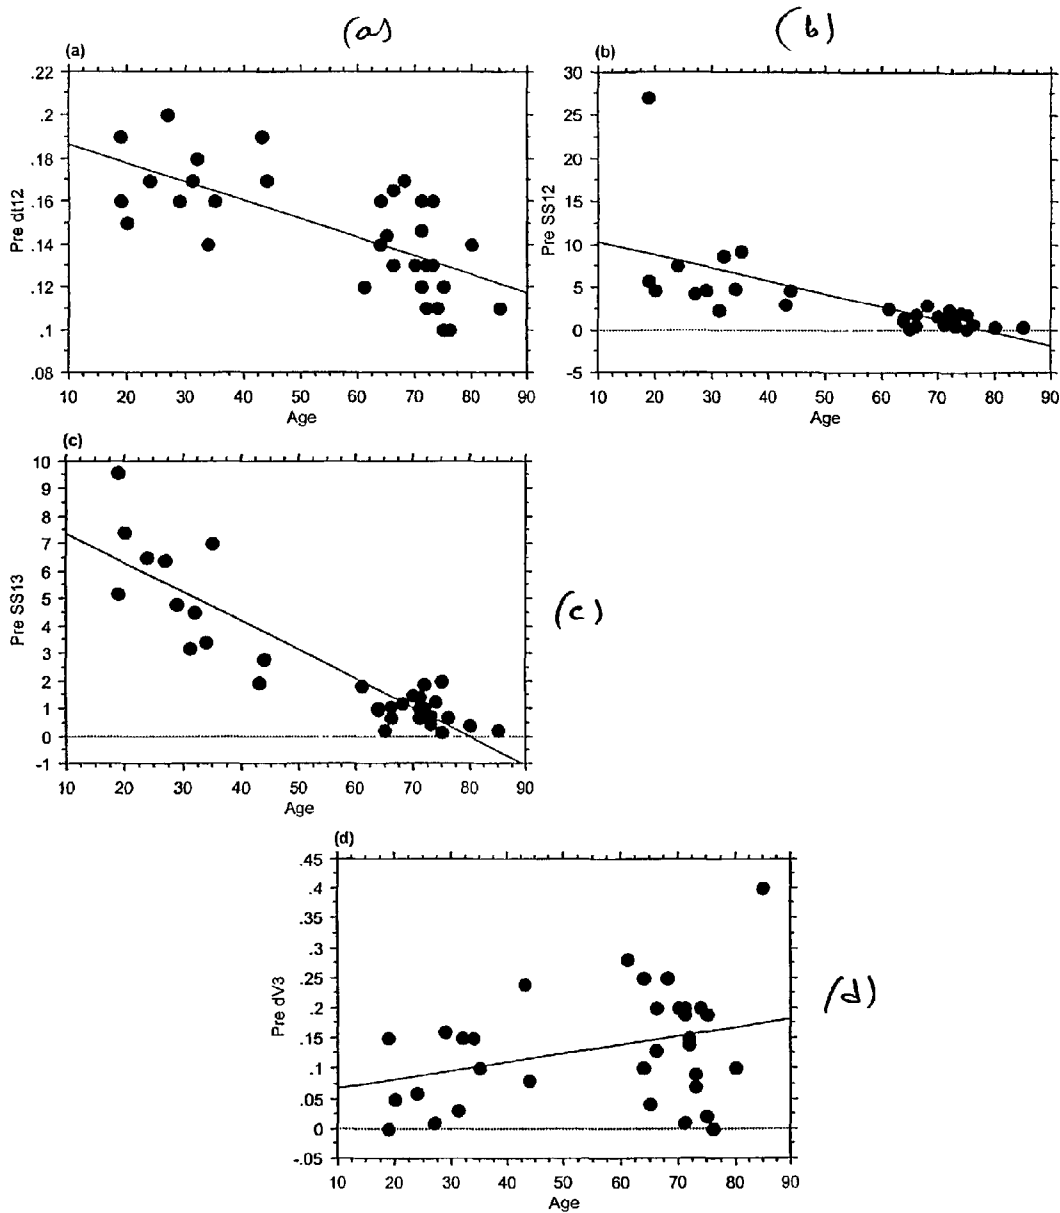 (a) (b)
(a)
.22
.2
.18
.16
.14
.12
.1
.08
Pre dt12
10 20 30 40 50 60 70 80 90
Age
(b)
30
25
20
15
10
5
0
-5
Pre SS12
10 20 30 40 50 60 70 80 90
Age
(c)
10
9
8
7
6
5
4
3
2
1
0
-1
Pre SS13
10 20 30 40 50 60 70 80 90
Age
(c)
(d)
.45
.4
.35
.3
.25
.2
.15
.1
.05
0
-.05
Pre dV3
10 20 30 40 50 60 70 80 90
Age
(d)